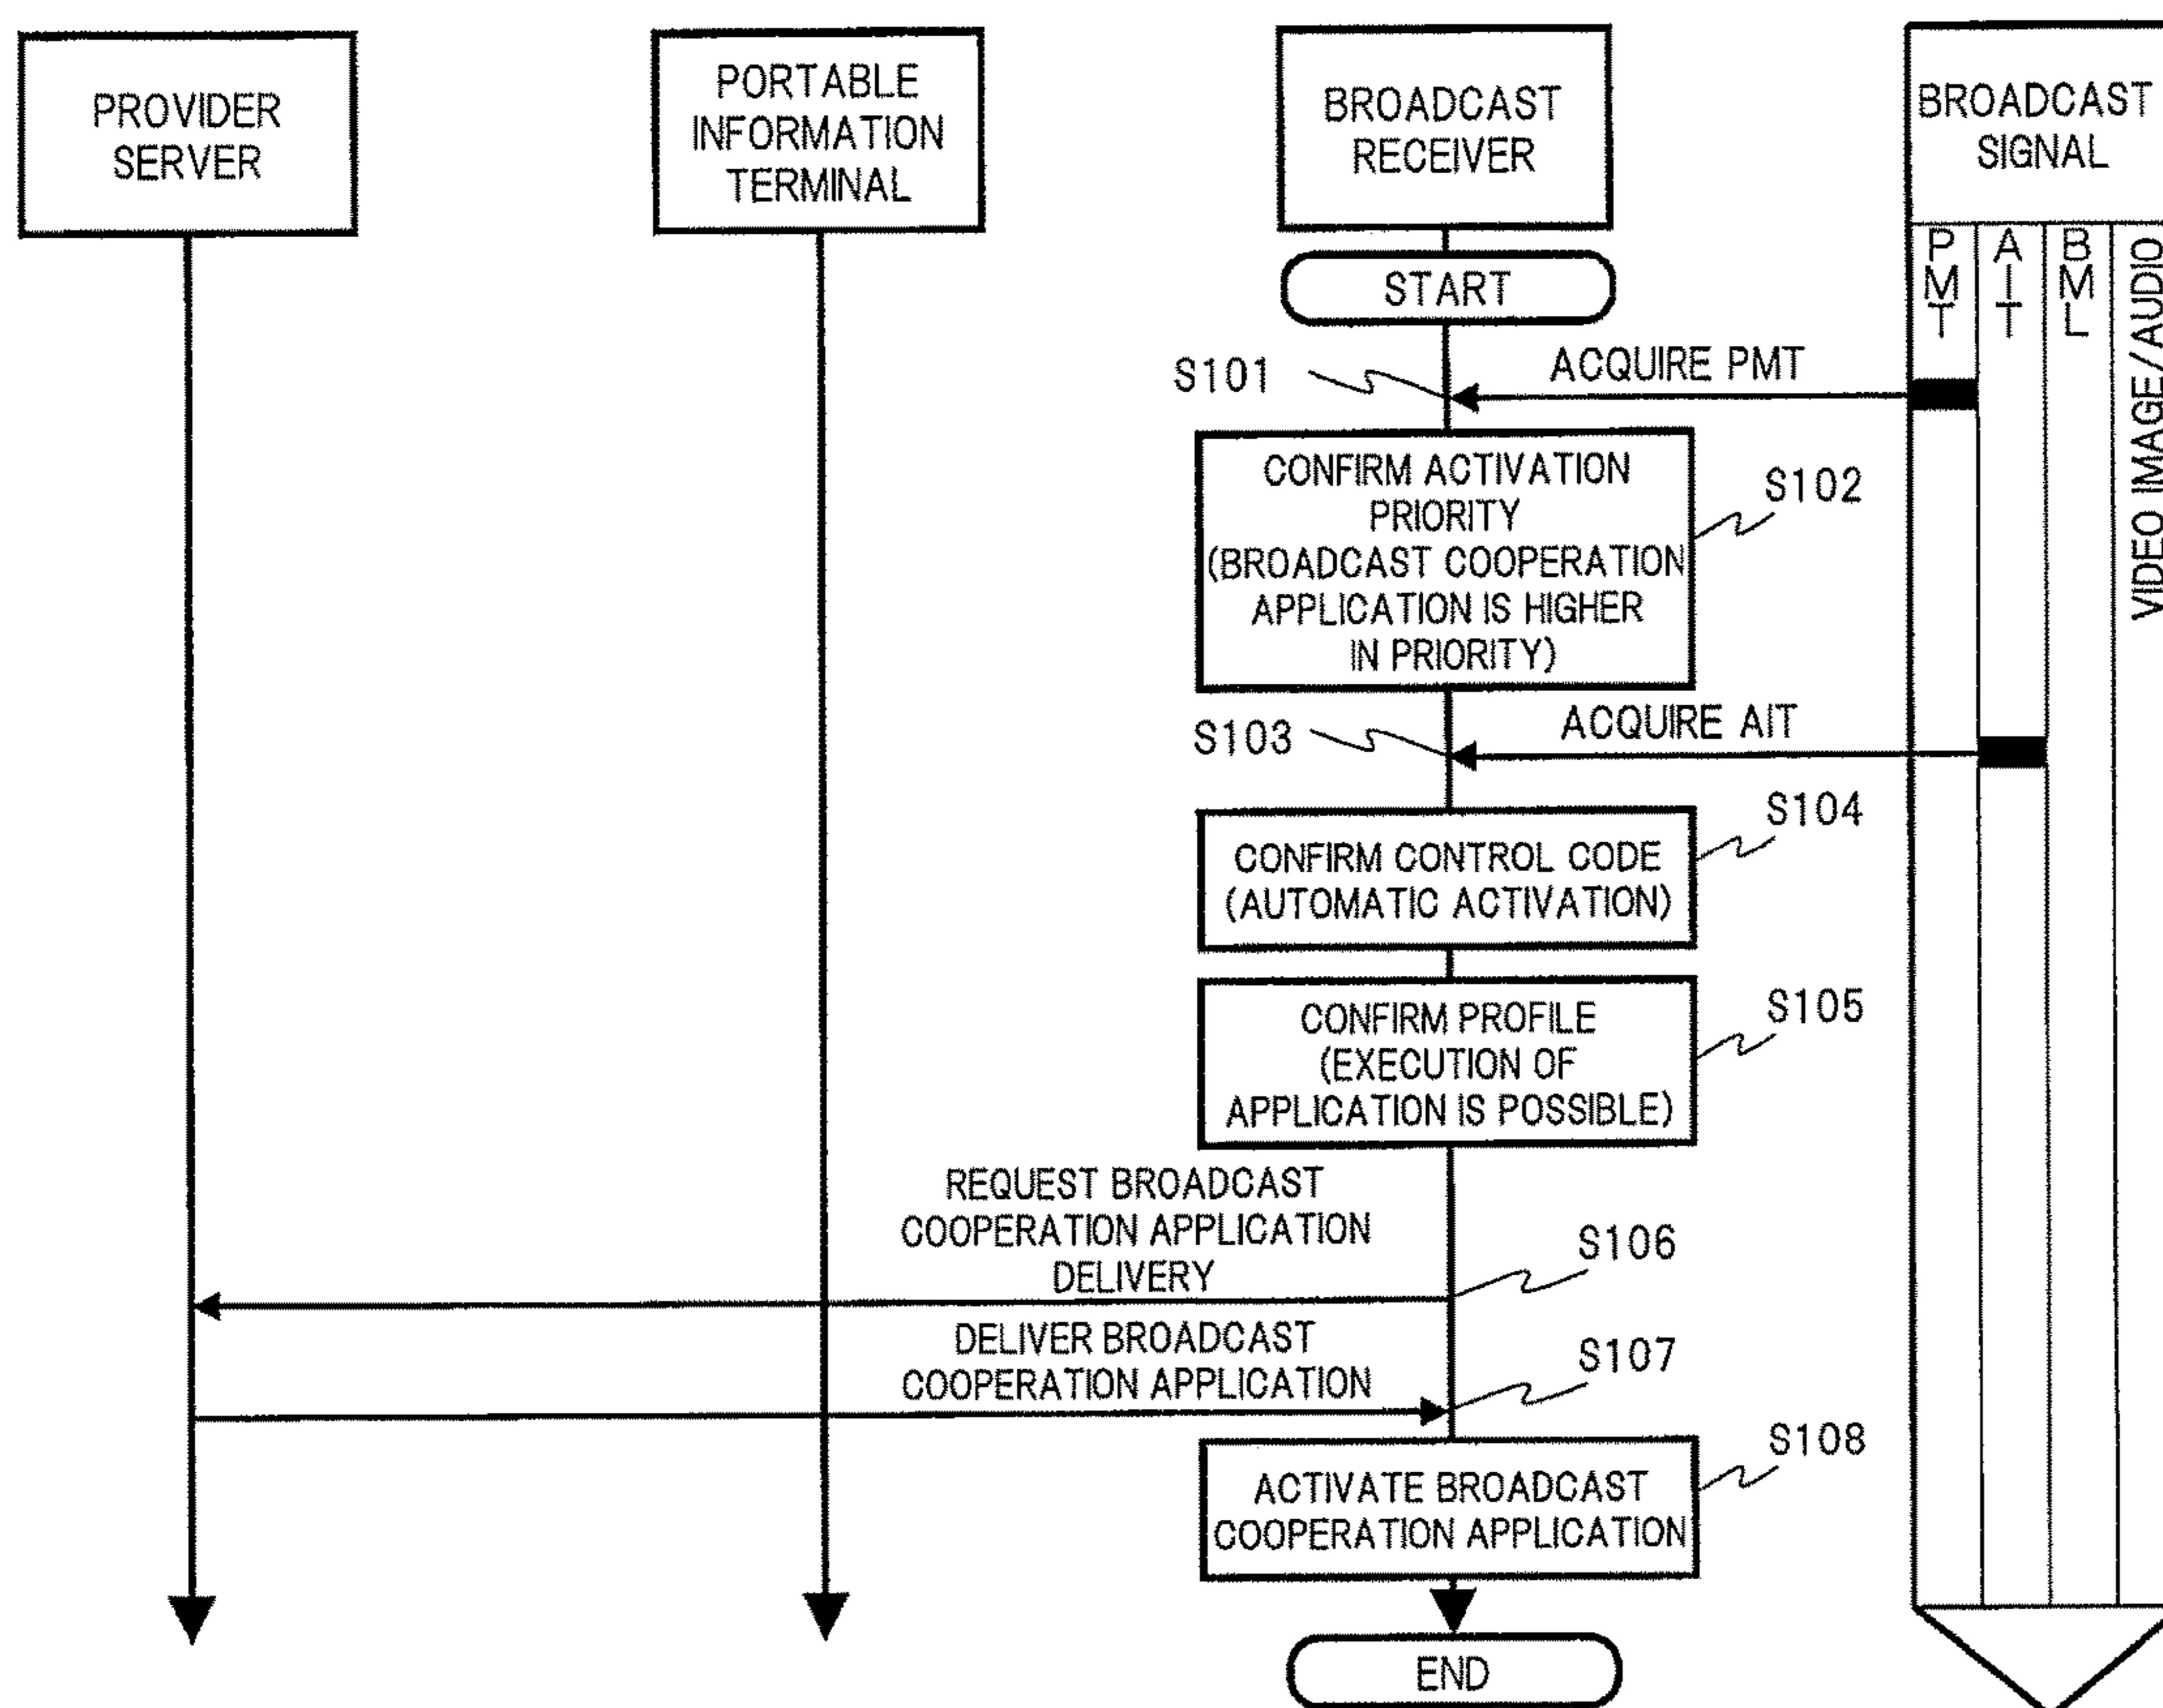 PROVIDER
SERVER
PORTABLE
INFORMATION
TERMINAL
BROADCAST
RECEIVER
BROADCAST
SIGNAL
PMT
AIT
BML
VIDEO IMAGE/AUDIO
START
S101
ACQUIRE PMT
CONFIRM ACTIVATION
PRIORITY
(BROADCAST COOPERATION
APPLICATION IS HIGHER
IN PRIORITY)
S102
S103
ACQUIRE AIT
CONFIRM CONTROL CODE
(AUTOMATIC ACTIVATION)
S104
CONFIRM PROFILE
(EXECUTION OF
APPLICATION IS POSSIBLE)
S105
REQUEST BROADCAST
COOPERATION APPLICATION
DELIVERY
S106
DELIVER BROADCAST
COOPERATION APPLICATION
S107
ACTIVATE BROADCAST
COOPERATION APPLICATION
S108
END